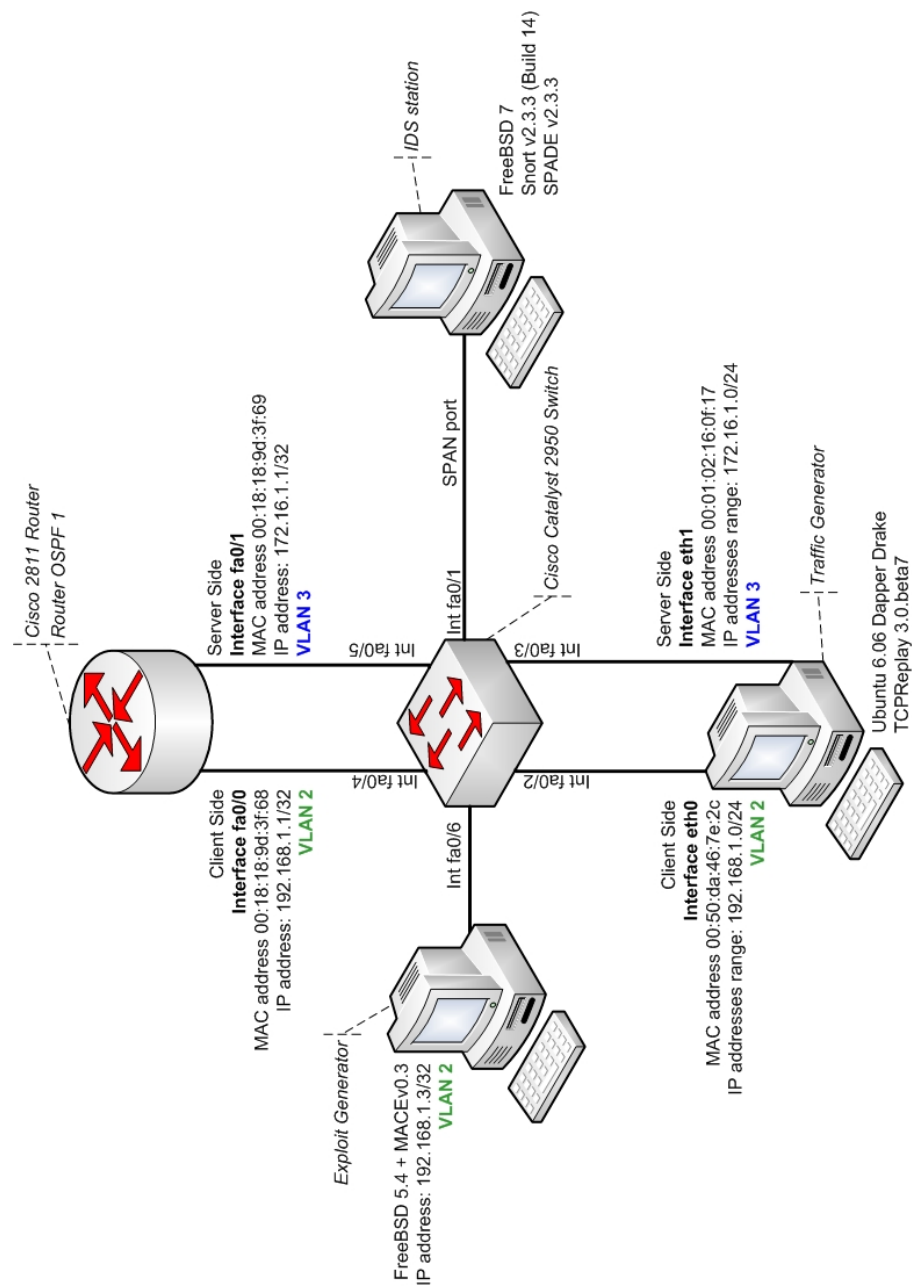 Cisco 2811 Router
Router OSPF 1
Client Side
Interface fa0/0
MAC address 00:18:18:9d:3f:68
IP address: 192.168.1.1/32
VLAN 2
Server Side
Interface fa0/1
MAC address 00:18:18:9d:3f:69
IP address: 172.16.1.1/32
VLAN 3
Int fa0/4
Int fa0/5
Exploit Generator
FreeBSD 5.4 + MACEv0.3
IP address: 192.168.1.3/32
VLAN 2
Int fa0/6
Int fa0/1
SPAN port
IDS station
FreeBSD 7
Snort v2.3.3 (Build 14)
SPADE v2.3.3
Cisco Catalyst 2950 Switch
Int fa0/2
Int fa0/3
Client Side
Interface eth0
MAC address 00:50:da:46:7e:2c
IP addresses range: 192.168.1.0/24
VLAN 2
Server Side
Interface eth1
MAC address 00:01:02:16:0f:17
IP addresses range: 172.16.1.0/24
VLAN 3
Traffic Generator
Ubuntu 6.06 Dapper Drake
TCPReplay 3.0.beta7